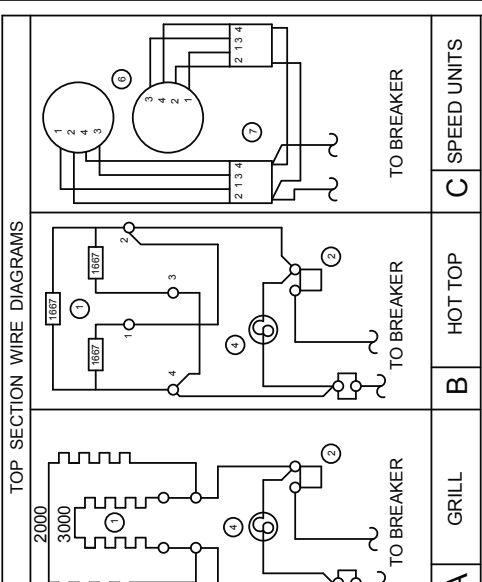 TOP SECTION WIRE DIAGRAMS
1
2
4
3
6
3
4
2
1
2 1 3 4
7
2 1 3 4
TO BREAKER
C SPEED UNITS
1667
1667
1667
1
2
3
1
4
2
4
TO BREAKER
B HOT TOP
2000
3000
1
2
4
TO BREAKER
GRILL
A